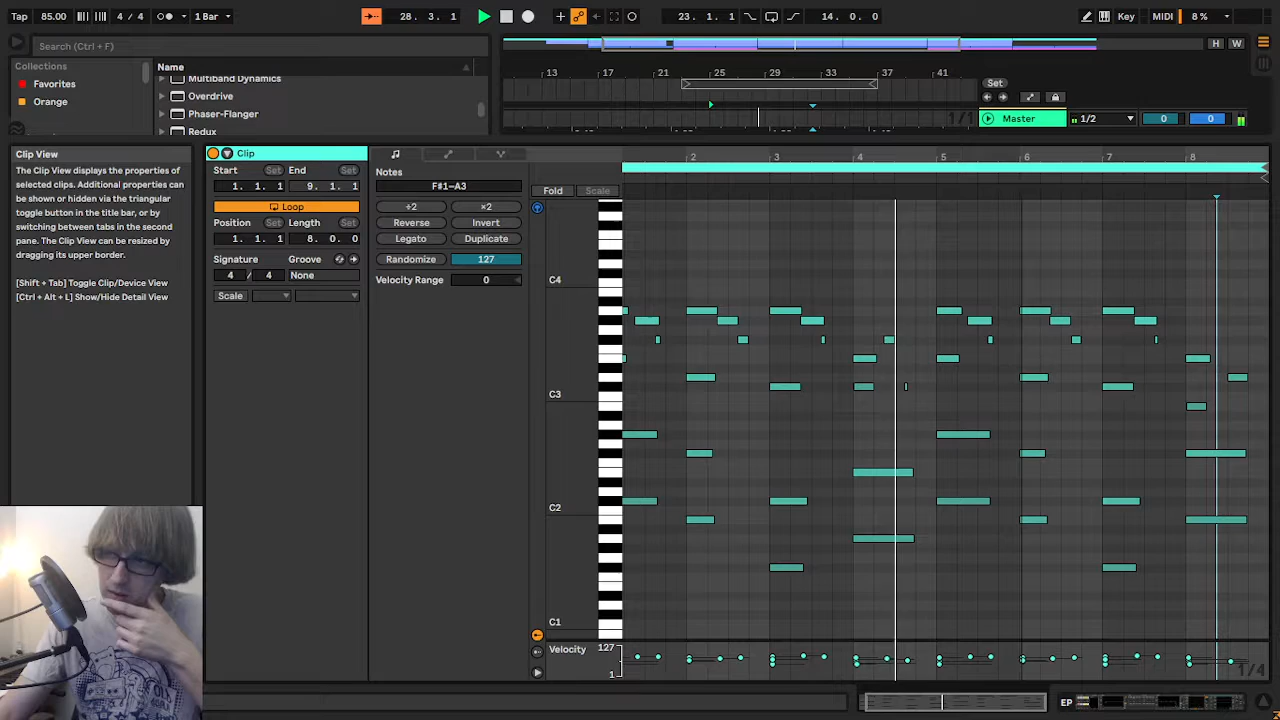 Tap 85.00 4 / 4 1 Bar 28. 3. 1 23. 1. 1 14. 0. 0 Key MIDI 8 %
Search (Ctrl + F)
Collections
Favorites
Orange
Name
Multiband Dynamics
Overdrive
Phaser-Flanger
Redux
H W
13 17 21 25 29 33 37 41
Set
1/1
Master 1/2 0 0
Clip View
The Clip View displays the properties of
selected clips. Additional properties can
be shown or hidden via the triangular
toggle button in the title bar, or by
switching between tabs in the second
pane. The Clip View can be resized by
dragging its upper border.
[Shift + Tab] Toggle Clip/Device View
[Ctrl + Alt + L] Show/Hide Detail View
Clip
Start Set End Set
1. 1. 1 9. 1. 1
Loop
Position Set Length Set
1. 1. 1 8. 0. 0
Signature Groove
4 / 4 None
Scale
Notes
F#1–A3
÷2 ×2
Reverse Invert
Legato Duplicate
Randomize 127
Velocity Range 0
Fold Scale
2 3 4 5 6 7 8
C4
C3
C2
C1
Velocity 127
1
1/4
EP